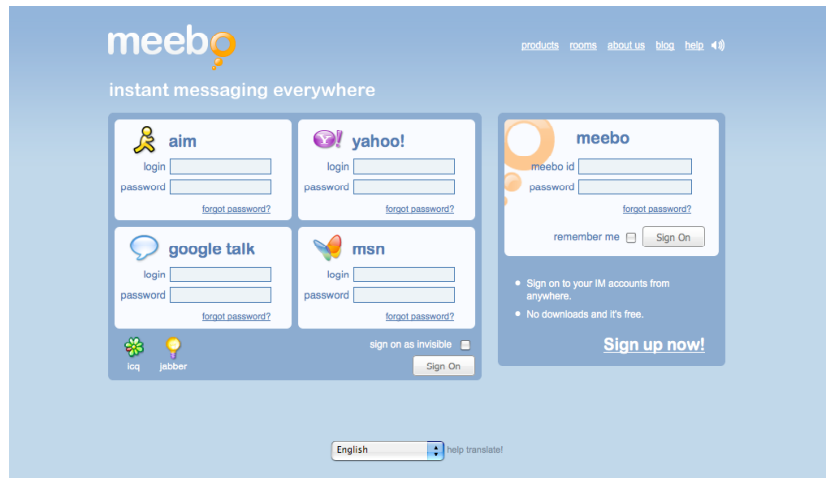 meebo
products rooms about us blog help
instant messaging everywhere
aim
login
password
forgot password?
yahoo!
login
password
forgot password?
google talk
login
password
forgot password?
msn
login
password
forgot password?
icq
jabber
sign on as invisible
Sign On
meebo
meebo id
password
forgot password?
remember me
Sign On
Sign on to your IM accounts from
anywhere.
No downloads and it's free.
Sign up now!
English
help translate!